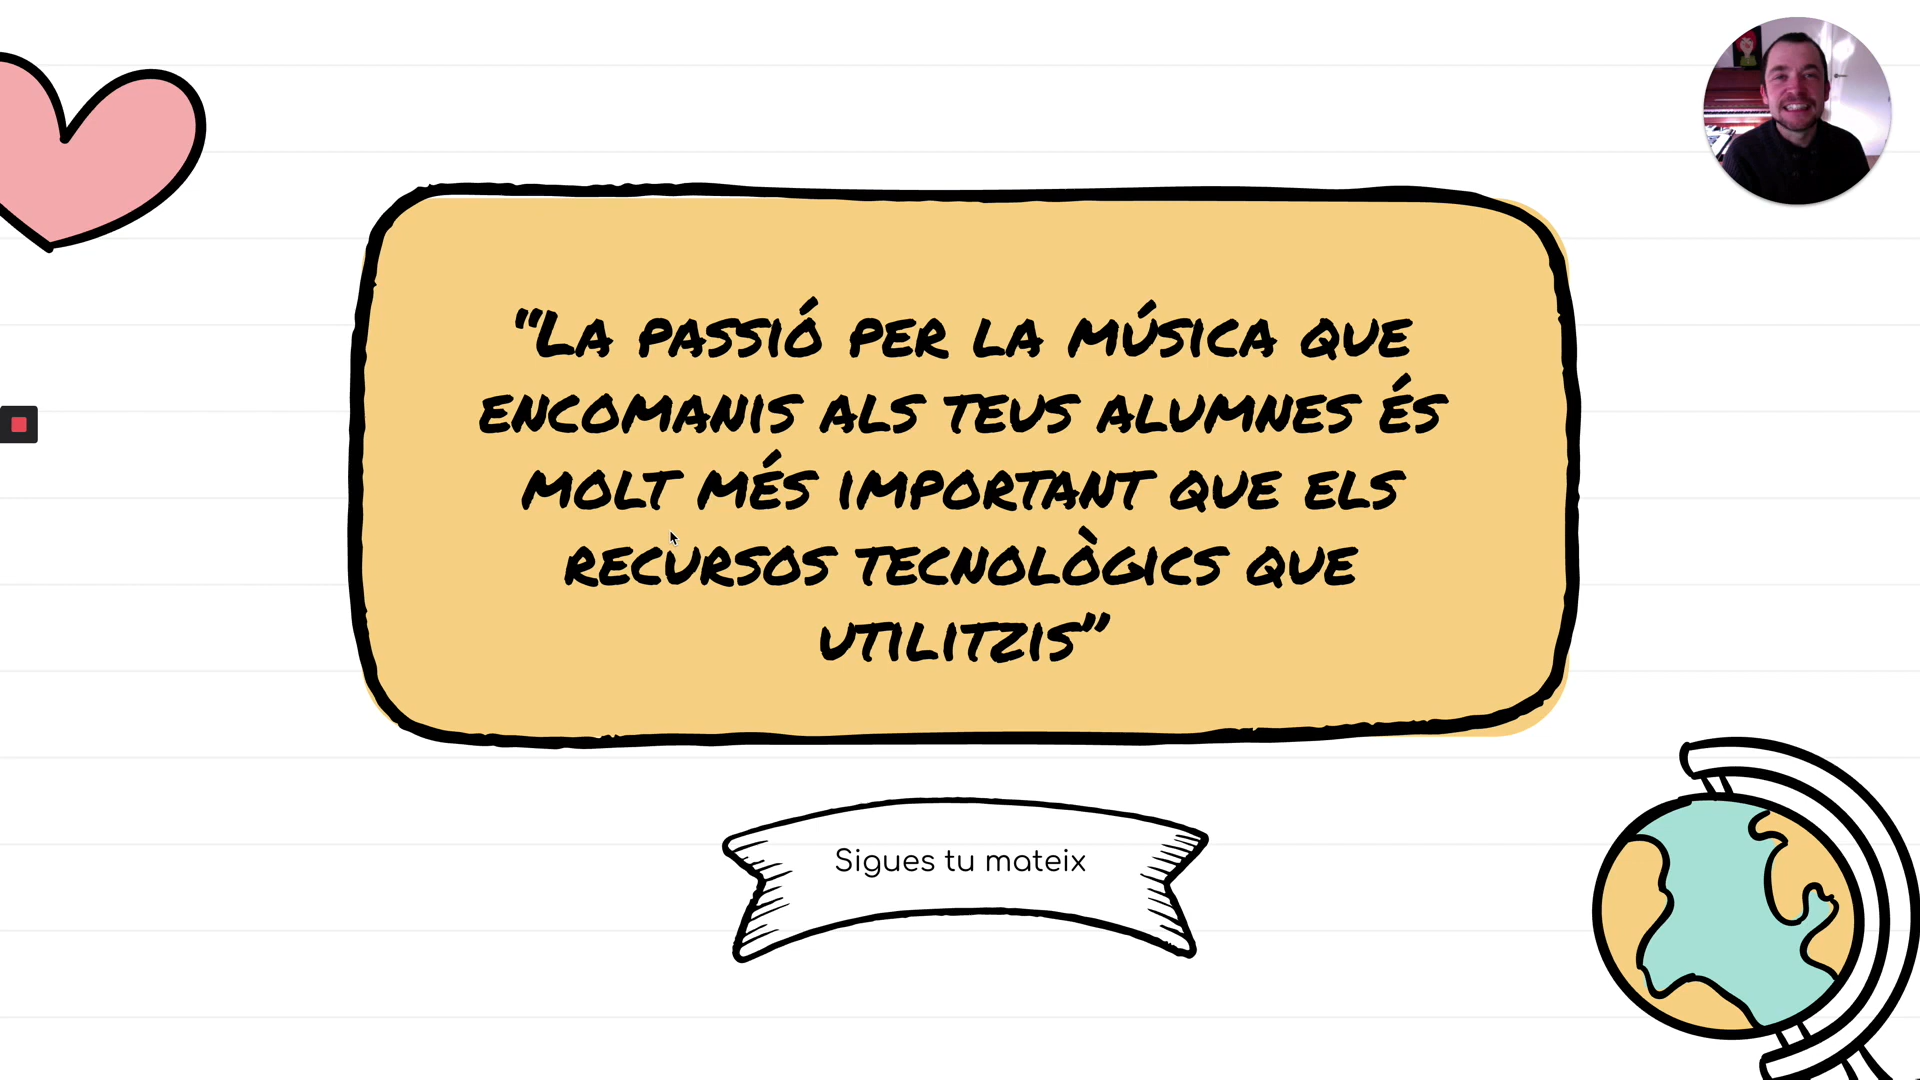 “La passió per la música que
encomanis als teus alumnes és
molt més important que els
recursos tecnològics que
utilitzis”
Sigues tu mateix